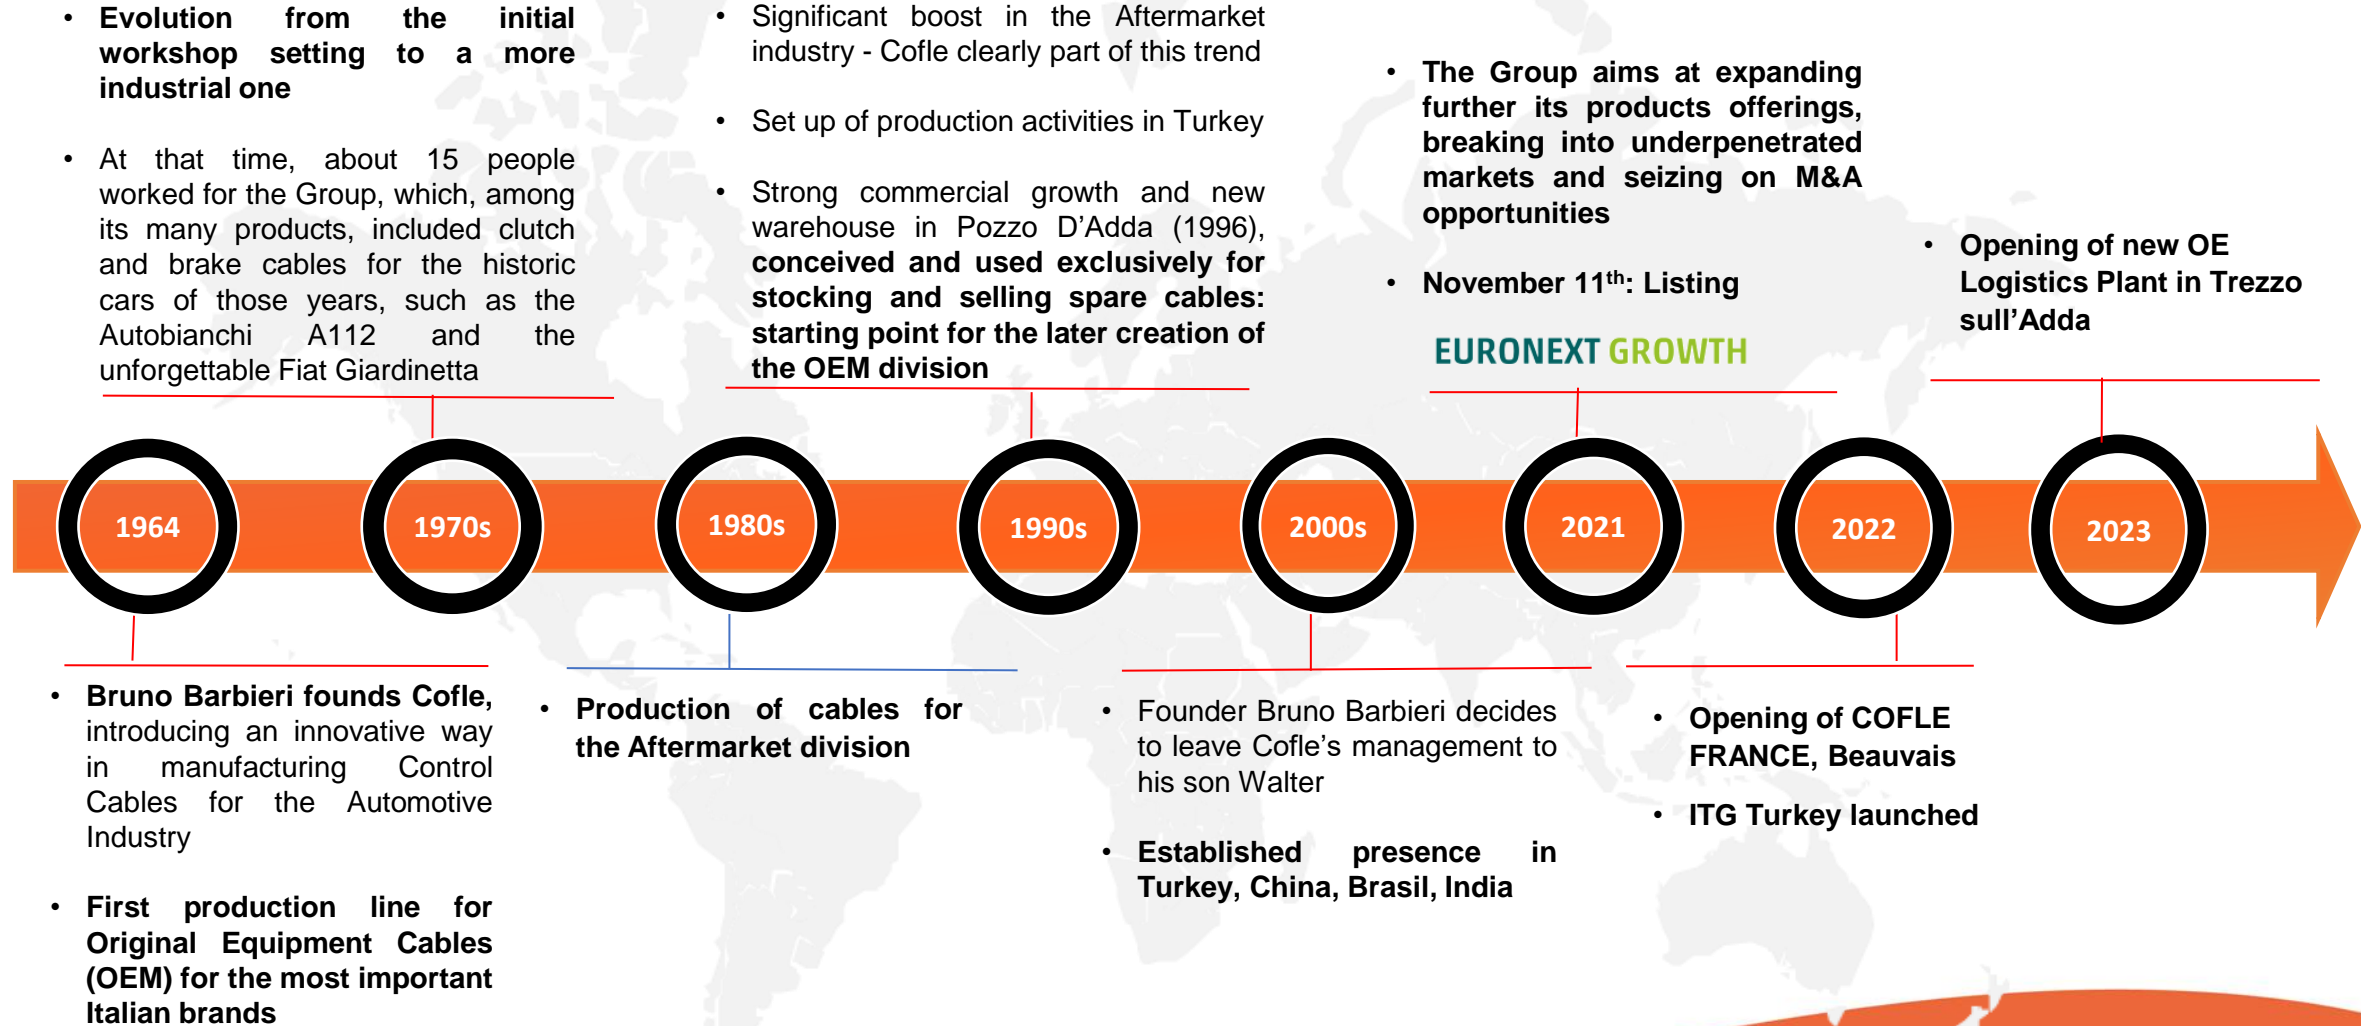 • Evolution from the initial
workshop setting to a more
industrial one
• At that time, about 15 people
worked for the Group, which, among
its many products, included clutch
and brake cables for the historic
cars of those years, such as the
Autobianchi A112 and the
unforgettable Fiat Giardinetta
• Significant boost in the Aftermarket
industry - Cofle clearly part of this trend
• Set up of production activities in Turkey
• Strong commercial growth and new
warehouse in Pozzo D’Adda (1996),
conceived and used exclusively for
stocking and selling spare cables:
starting point for the later creation of
the OEM division
• The Group aims at expanding
further its products offerings,
breaking into underpenetrated
markets and seizing on M&A
opportunities
• November 11th: Listing
EURONEXT GROWTH
• Opening of new OE
Logistics Plant in Trezzo
sull’Adda
1964
1970s
1980s
1990s
2000s
2021
2022
2023
• Bruno Barbieri founds Cofle,
introducing an innovative way
in manufacturing Control
Cables for the Automotive
Industry
• First production line for
Original Equipment Cables
(OEM) for the most important
Italian brands
• Production of cables for
the Aftermarket division
• Founder Bruno Barbieri decides
to leave Cofle’s management to
his son Walter
• Established presence in
Turkey, China, Brasil, India
• Opening of COFLE
FRANCE, Beauvais
• ITG Turkey launched